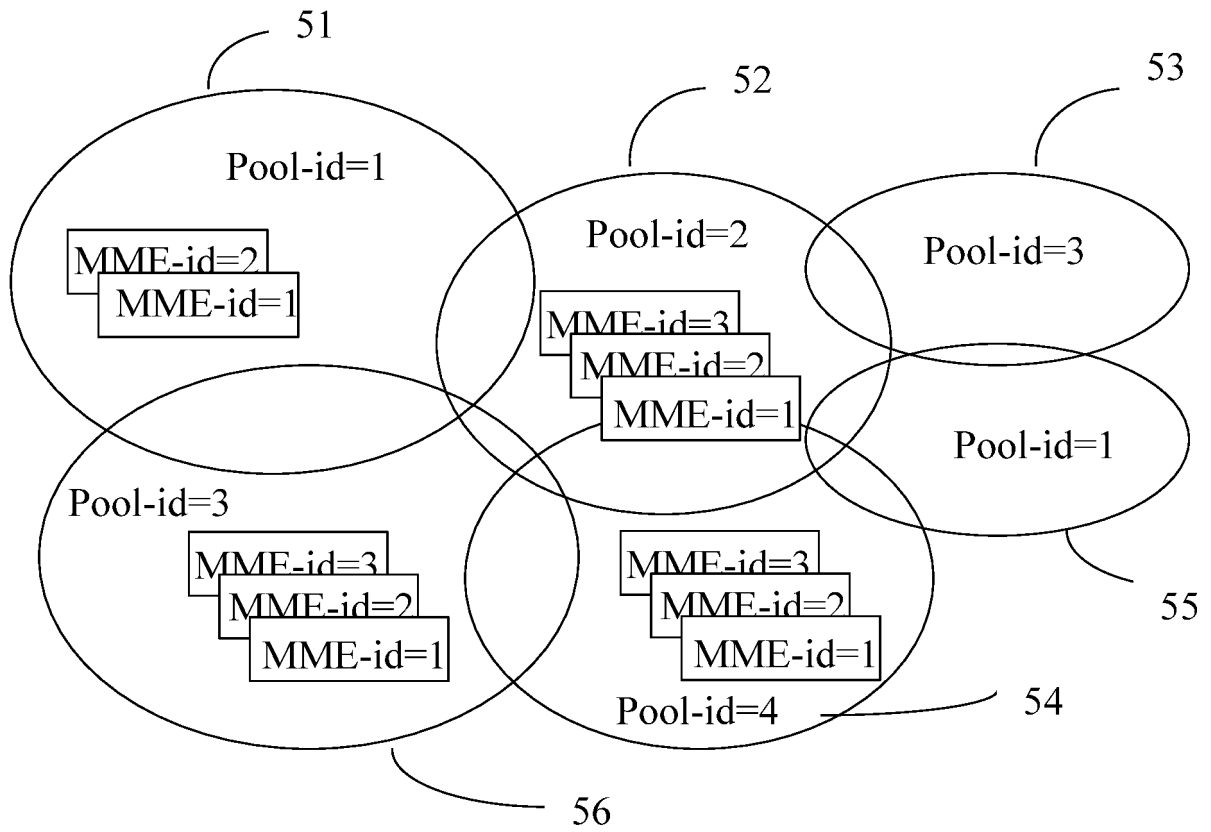 51
52
53
Pool-id=1
Pool-id=2
Pool-id=3
MME-id=2
MME-id=1
MME-id=3
MME-id=2
MME-id=1
Pool-id=1
Pool-id=3
MME-id=3
MME-id=2
MME-id=1
MME-id=3
MME-id=2
MME-id=1
Pool-id=4
54
55
56